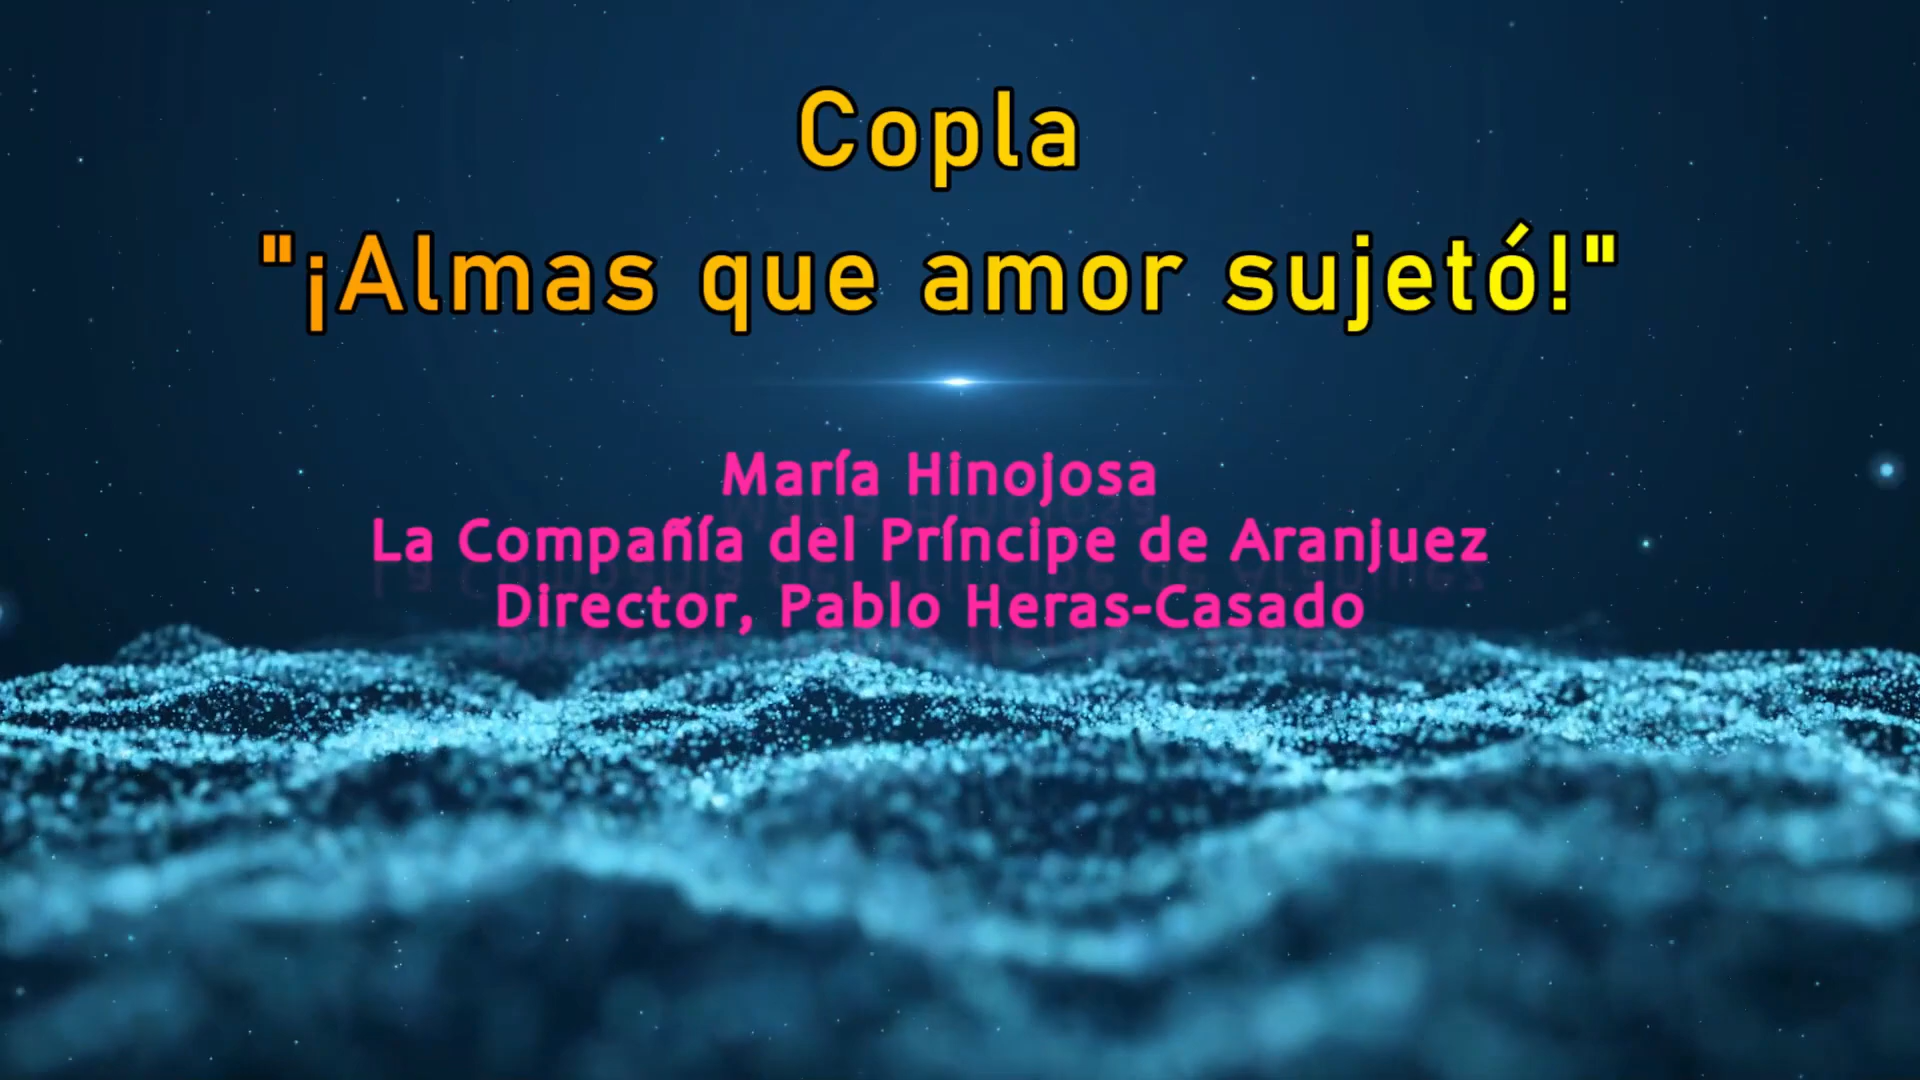 Copla
"¡Almas que amor sujetó!"
María Hinojosa
La Compañía del Príncipe de Aranjuez
Director, Pablo Heras-Casado